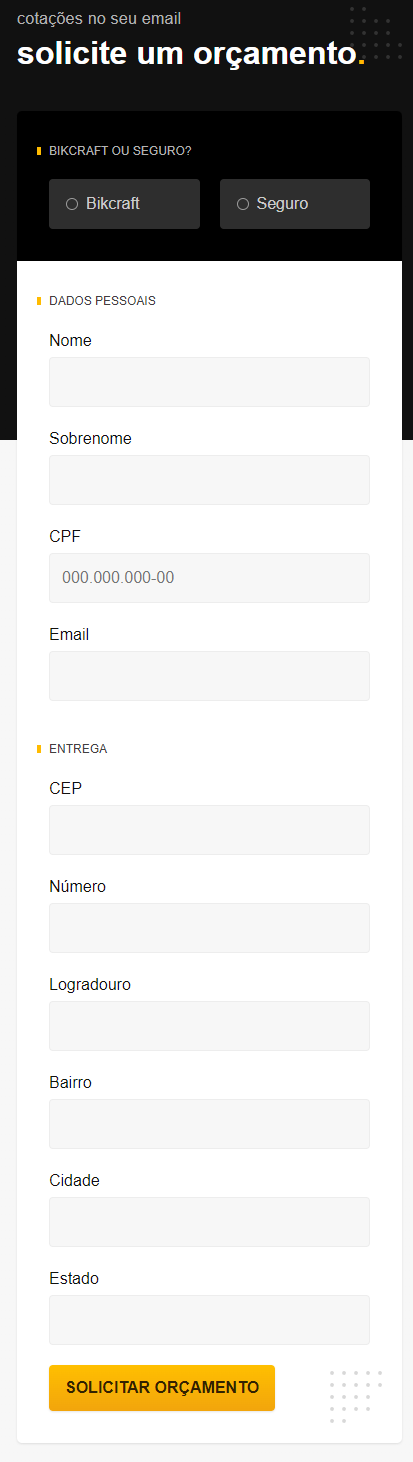 cotações no seu email
solicite um orçamento.
BIKCRAFT OU SEGURO?
Bikcraft
Seguro
DADOS PESSOAIS
Nome
Sobrenome
CPF
000.000.000-00
Email
ENTREGA
CEP
Número
Logradouro
Bairro
Cidade
Estado
SOLICITAR ORÇAMENTO